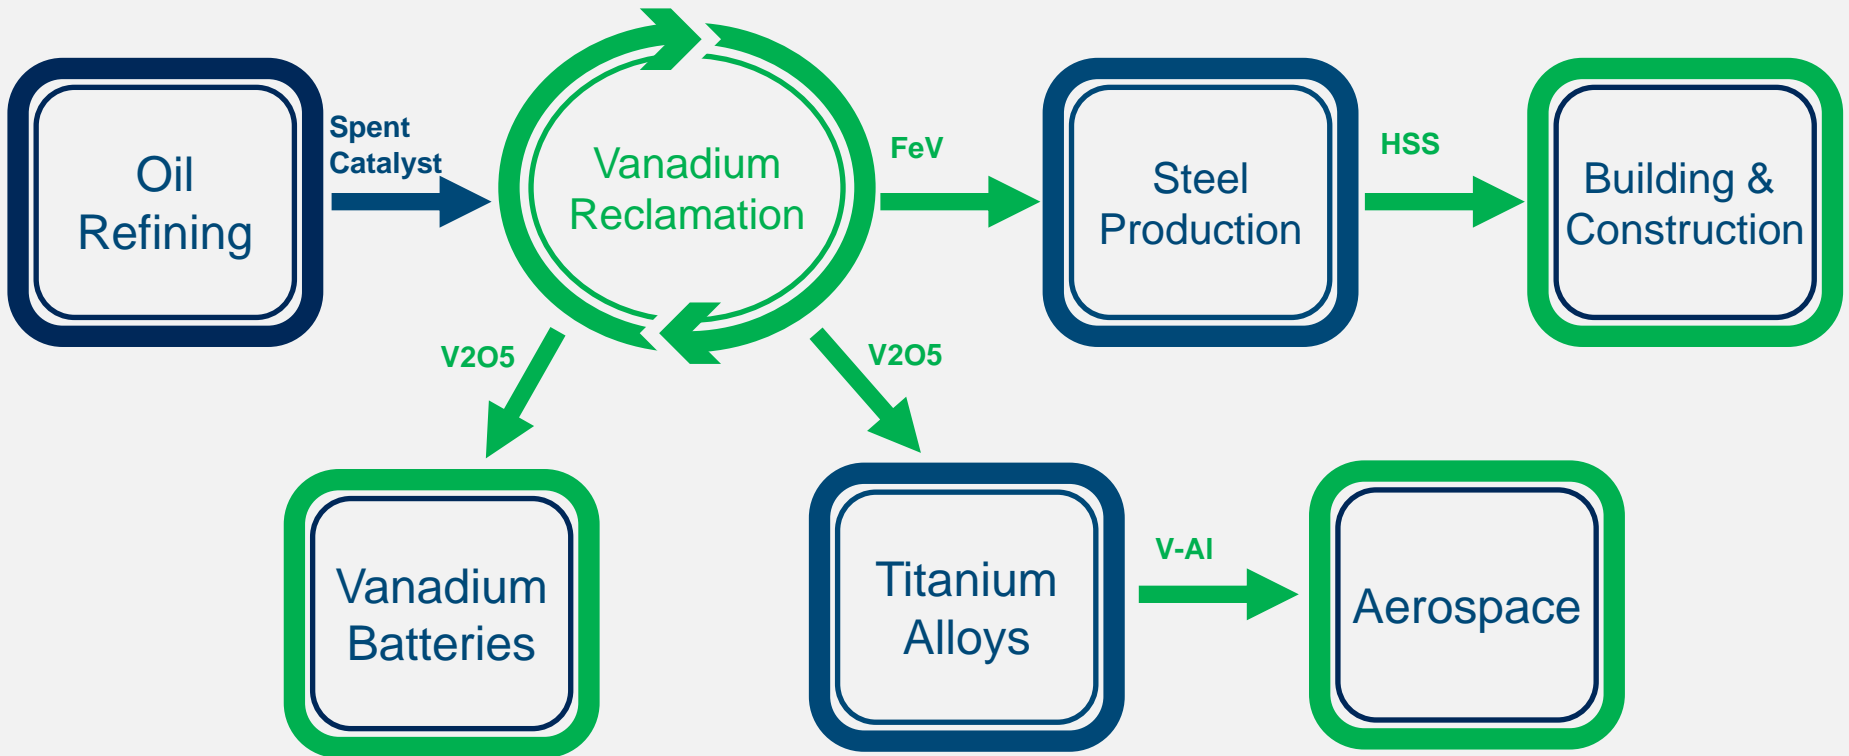 Oil
Refining
Spent
Catalyst
Vanadium
Reclamation
FeV
Steel
Production
HSS
Building &
Construction
V2O5
V2O5
Vanadium
Batteries
Titanium
Alloys
V-Al
Aerospace